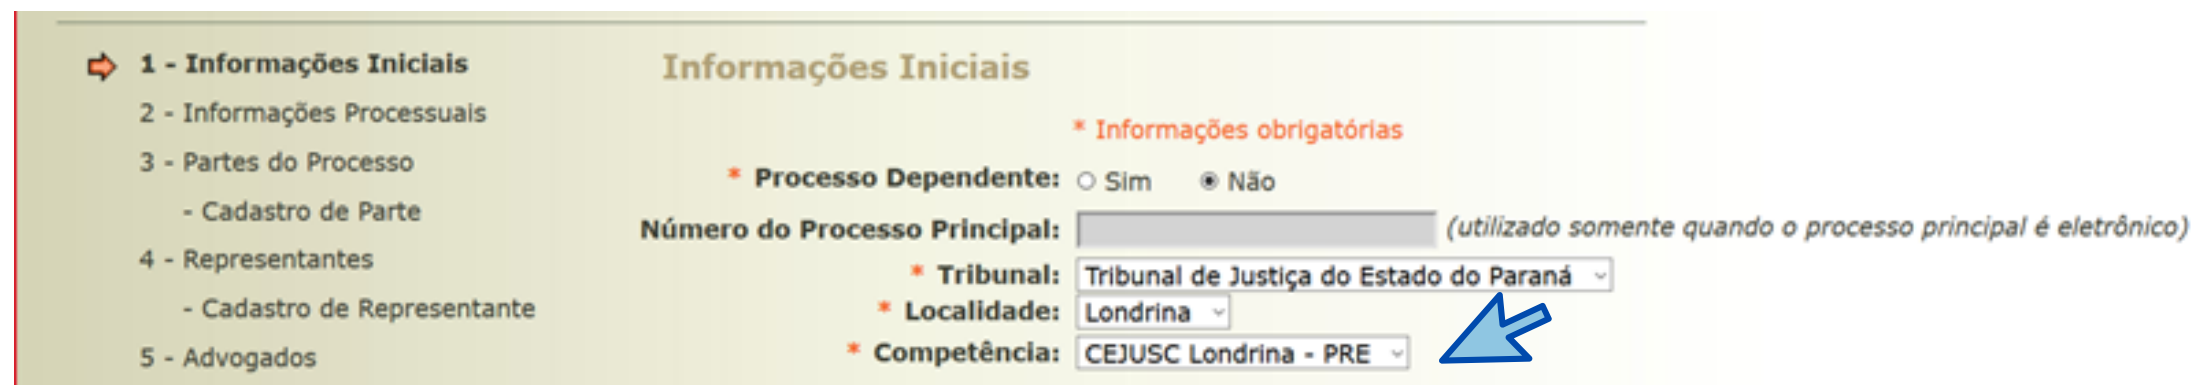 1 - Informações Iniciais
2 - Informações Processuais
3 - Partes do Processo
- Cadastro de Parte
4 - Representantes
- Cadastro de Representante
5 - Advogados
Informações Iniciais
* Informações obrigatórias
* Processo Dependente: Sim Não
Número do Processo Principal: (utilizado somente quando o processo principal é eletrônico)
* Tribunal: Tribunal de Justiça do Estado do Paraná
* Localidade: Londrina
* Competência: CEJUSC Londrina - PRE